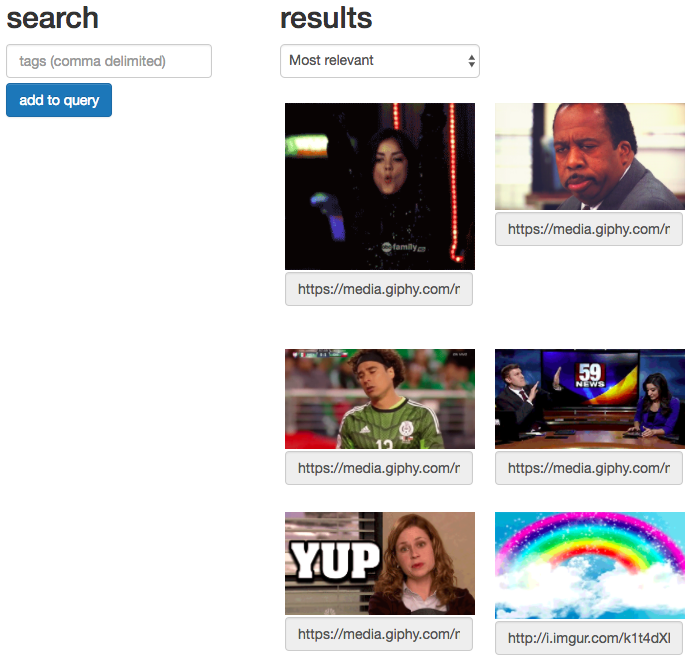 search
results
tags (comma delimited)
Most relevant
add to query
abc family
https://media.giphy.com/r
https://media.giphy.com/r
59
NEWS
13
https://media.giphy.com/r
https://media.giphy.com/r
YUP
https://media.giphy.com/r
http://i.imgur.com/k1t4dXl